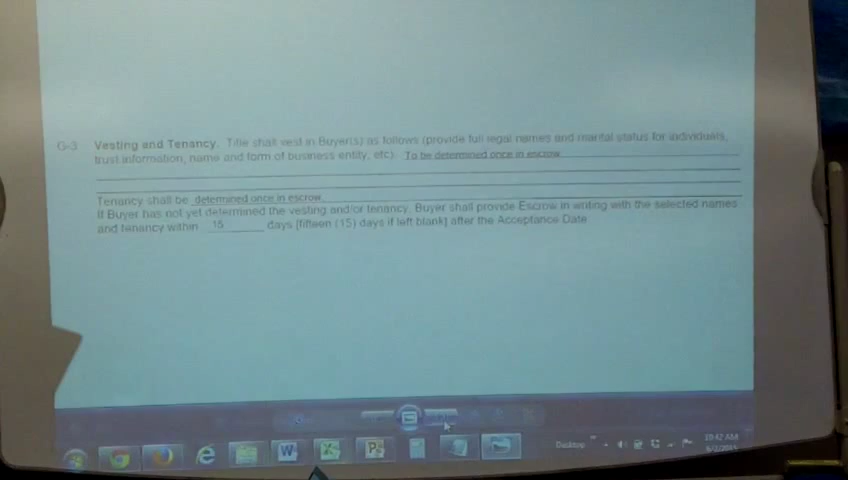 G-3 Vesting and Tenancy. Title shall vest in Buyer(s) as follows (provide full legal names and marital status for individuals,
trust information, name and form of business entity, etc) To be determined once in escrow
Tenancy shall be determined once in escrow
If Buyer has not yet determined the vesting and/or tenancy, Buyer shall provide Escrow in writing with the selected names
and tenancy within 15 days [fifteen (15) days if left blank] after the Acceptance Date
Desktop
10:42 AM